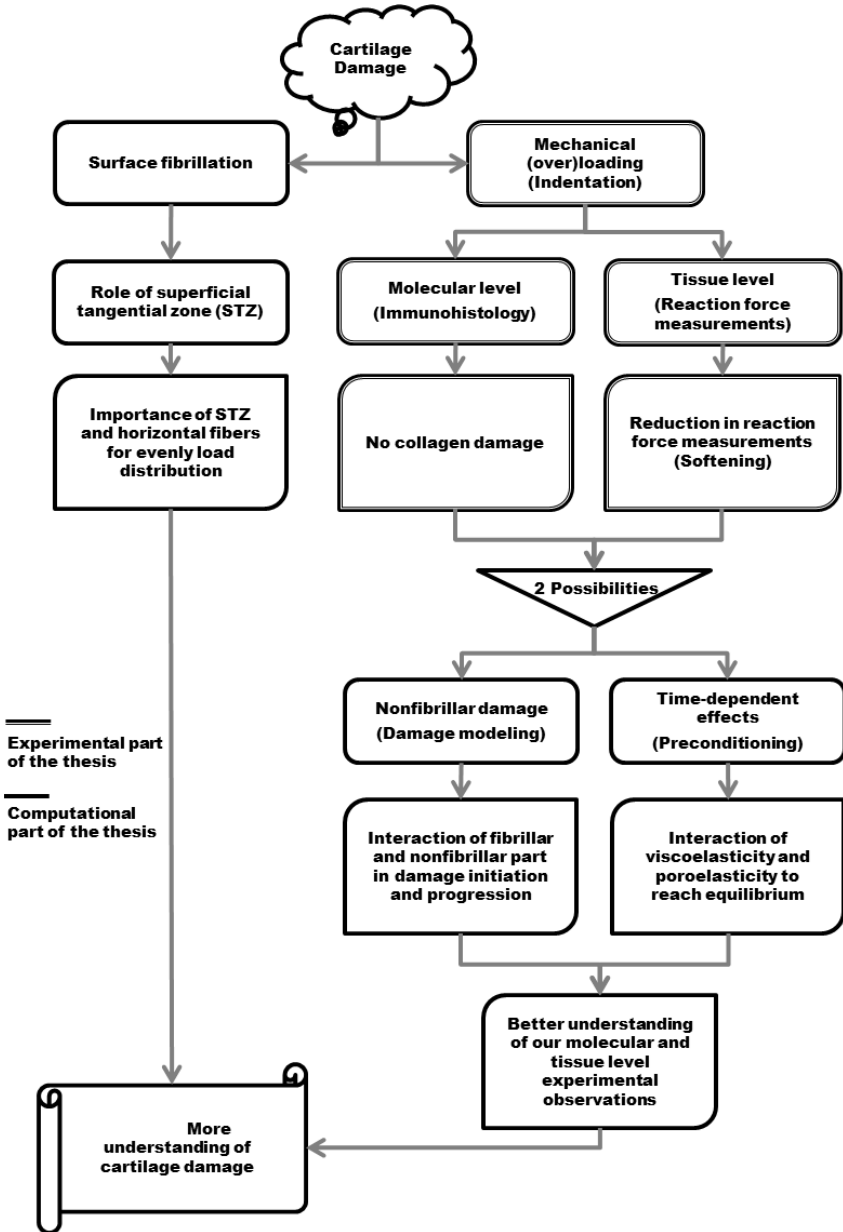 Cartilage
Damage
Surface fibrillation
Mechanical
(over)loading
(Indentation)
Role of superficial
tangential zone (STZ)
Molecular level
(Immunohistology)
Tissue level
(Reaction force
measurements)
Importance of STZ
and horizontal fibers
for evenly load
distribution
No collagen damage
Reduction in reaction
force measurements
(Softening)
2 Possibilities
Nonfibrillar damage
(Damage modeling)
Time-dependent
effects
(Preconditioning)
Experimental part
of the thesis
Computational
part of the thesis
Interaction of fibrillar
and nonfibrillar part
in damage initiation
and progression
Interaction of
viscoelasticity and
poroelasticity to
reach equilibrium
Better understanding
of our molecular and
tissue level
experimental
observations
More
understanding of
cartilage damage